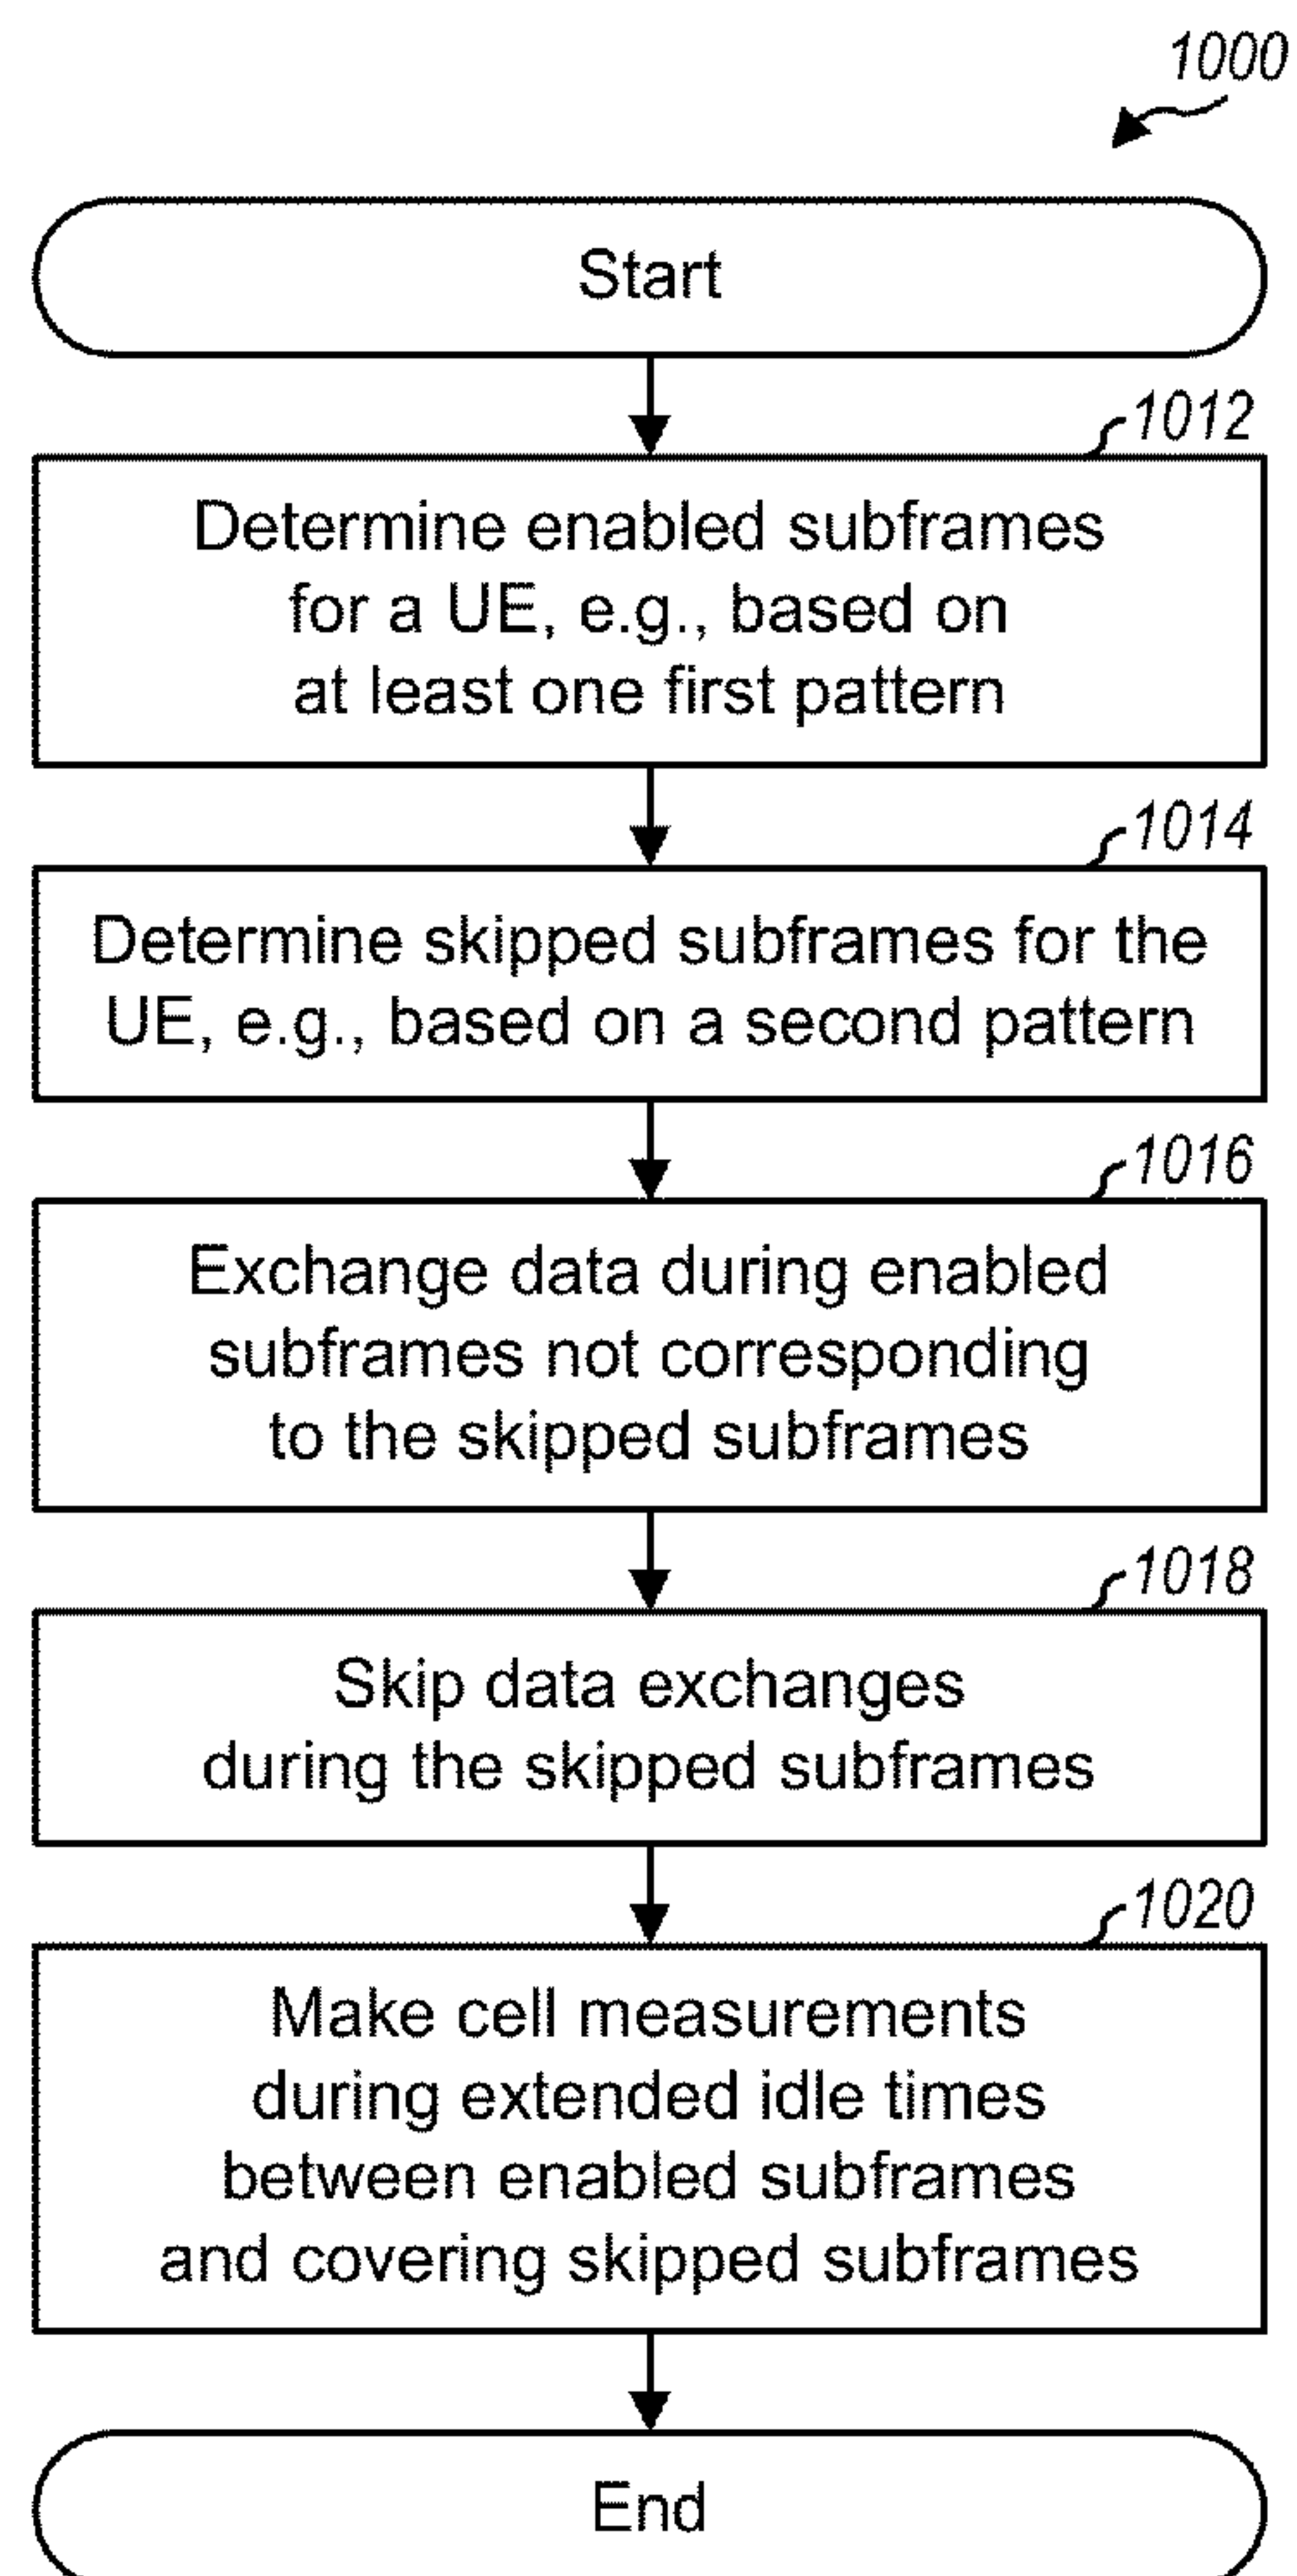 1000
Start
1012
Determine enabled subframes
for a UE, e.g., based on
at least one first pattern
1014
Determine skipped subframes for the
UE, e.g., based on a second pattern
1016
Exchange data during enabled
subframes not corresponding
to the skipped subframes
1018
Skip data exchanges
during the skipped subframes
1020
Make cell measurements
during extended idle times
between enabled subframes
and covering skipped subframes
End